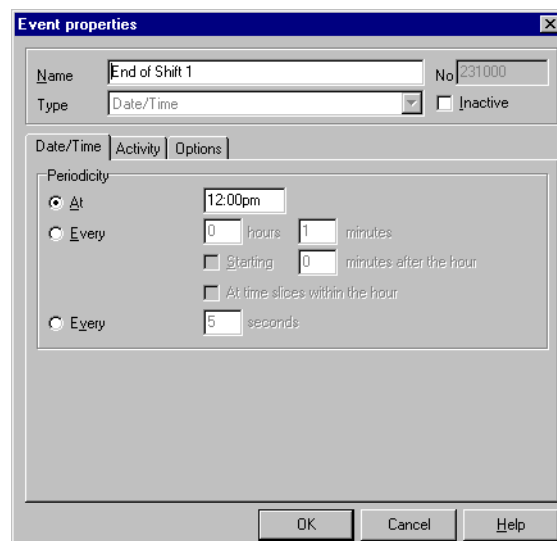 Event properties
Name End of Shift 1 No 231000
Type Date/Time Inactive
Date/Time Activity Options
Periodicity
At 12:00pm
Every 0 hours 1 minutes
Starting 0 minutes after the hour
At time slices within the hour
Every 5 seconds
OK Cancel Help